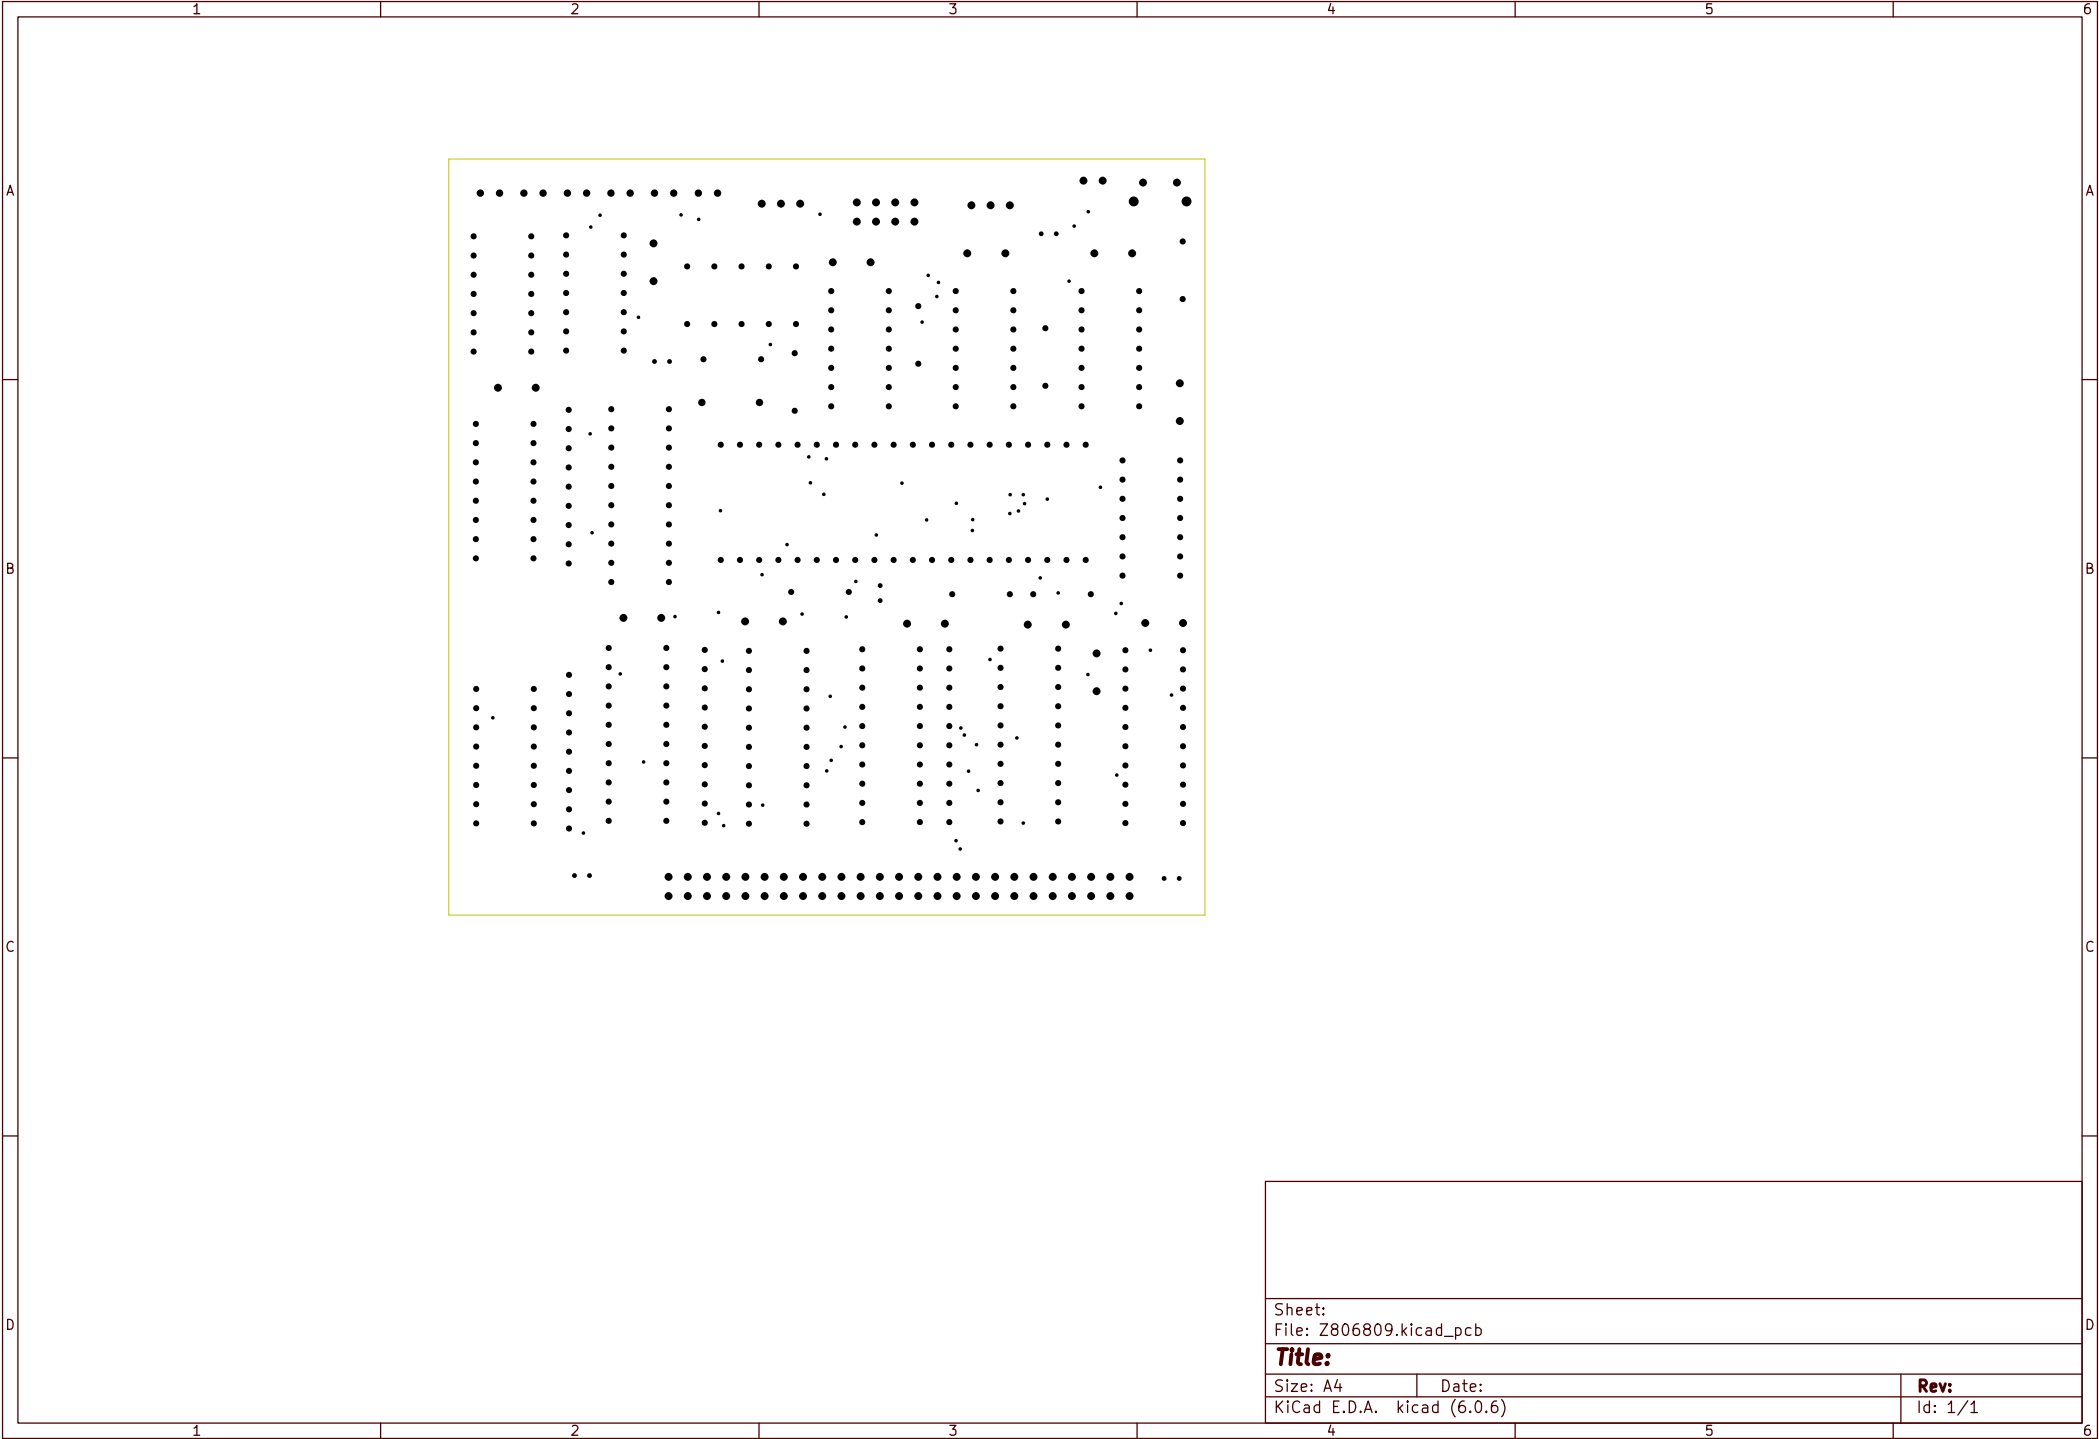 1 2 3 4 5 6
A A
B B
C C
D D
Sheet:
File: Z806809.kicad_pcb
Title:
Size: A4 Date: Rev:
KiCad E.D.A. kicad (6.0.6) Id: 1/1
1 2 3 4 5 6